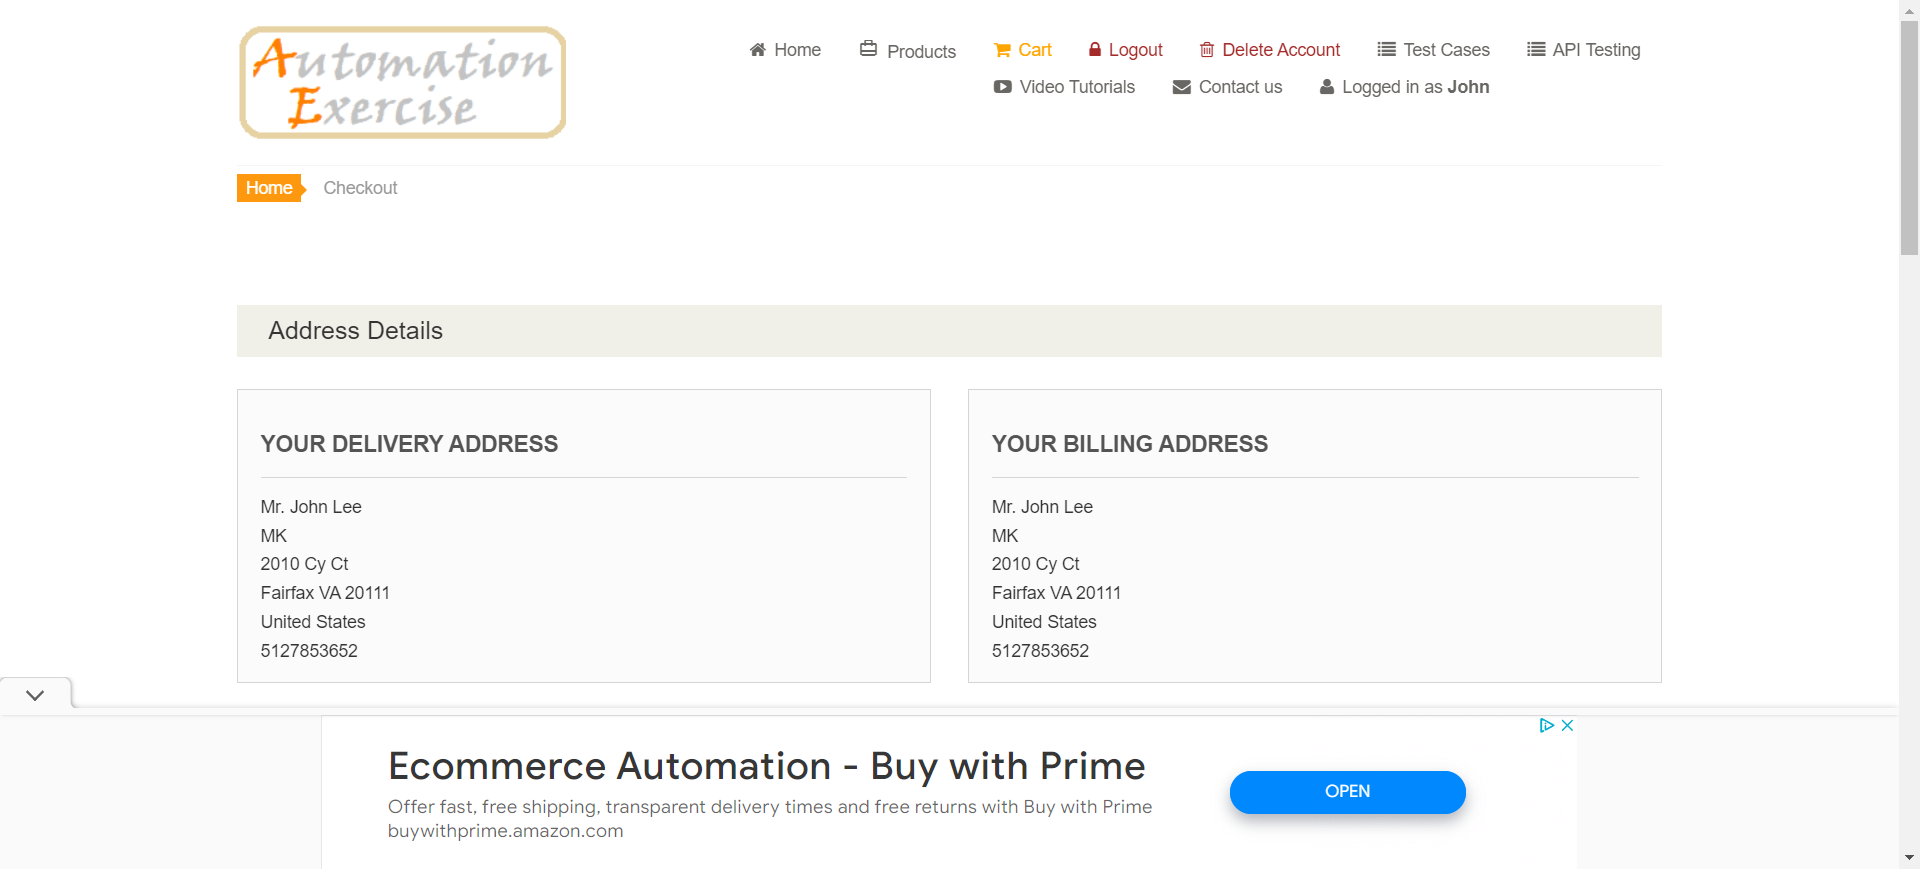 Automation
Exercise
Home
Products
Cart
Logout
Delete Account
Test Cases
API Testing
Video Tutorials
Contact us
Logged in as John
Home
Checkout
Address Details
YOUR DELIVERY ADDRESS
Mr. John Lee
MK
2010 Cy Ct
Fairfax VA 20111
United States
5127853652
YOUR BILLING ADDRESS
Mr. John Lee
MK
2010 Cy Ct
Fairfax VA 20111
United States
5127853652
Ecommerce Automation - Buy with Prime
Offer fast, free shipping, transparent delivery times and free returns with Buy with Prime
buywithprime.amazon.com
OPEN